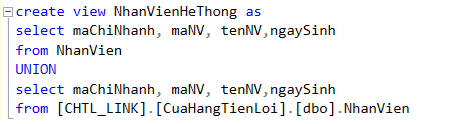 create view NhanVienHeThong as
select maChiNhanh, maNV, tenNV,ngaySinh
from NhanVien
UNION
select maChiNhanh, maNV, tenNV,ngaySinh
from [CHTL_LINK].[CuaHangTienLoi].[dbo].NhanVien